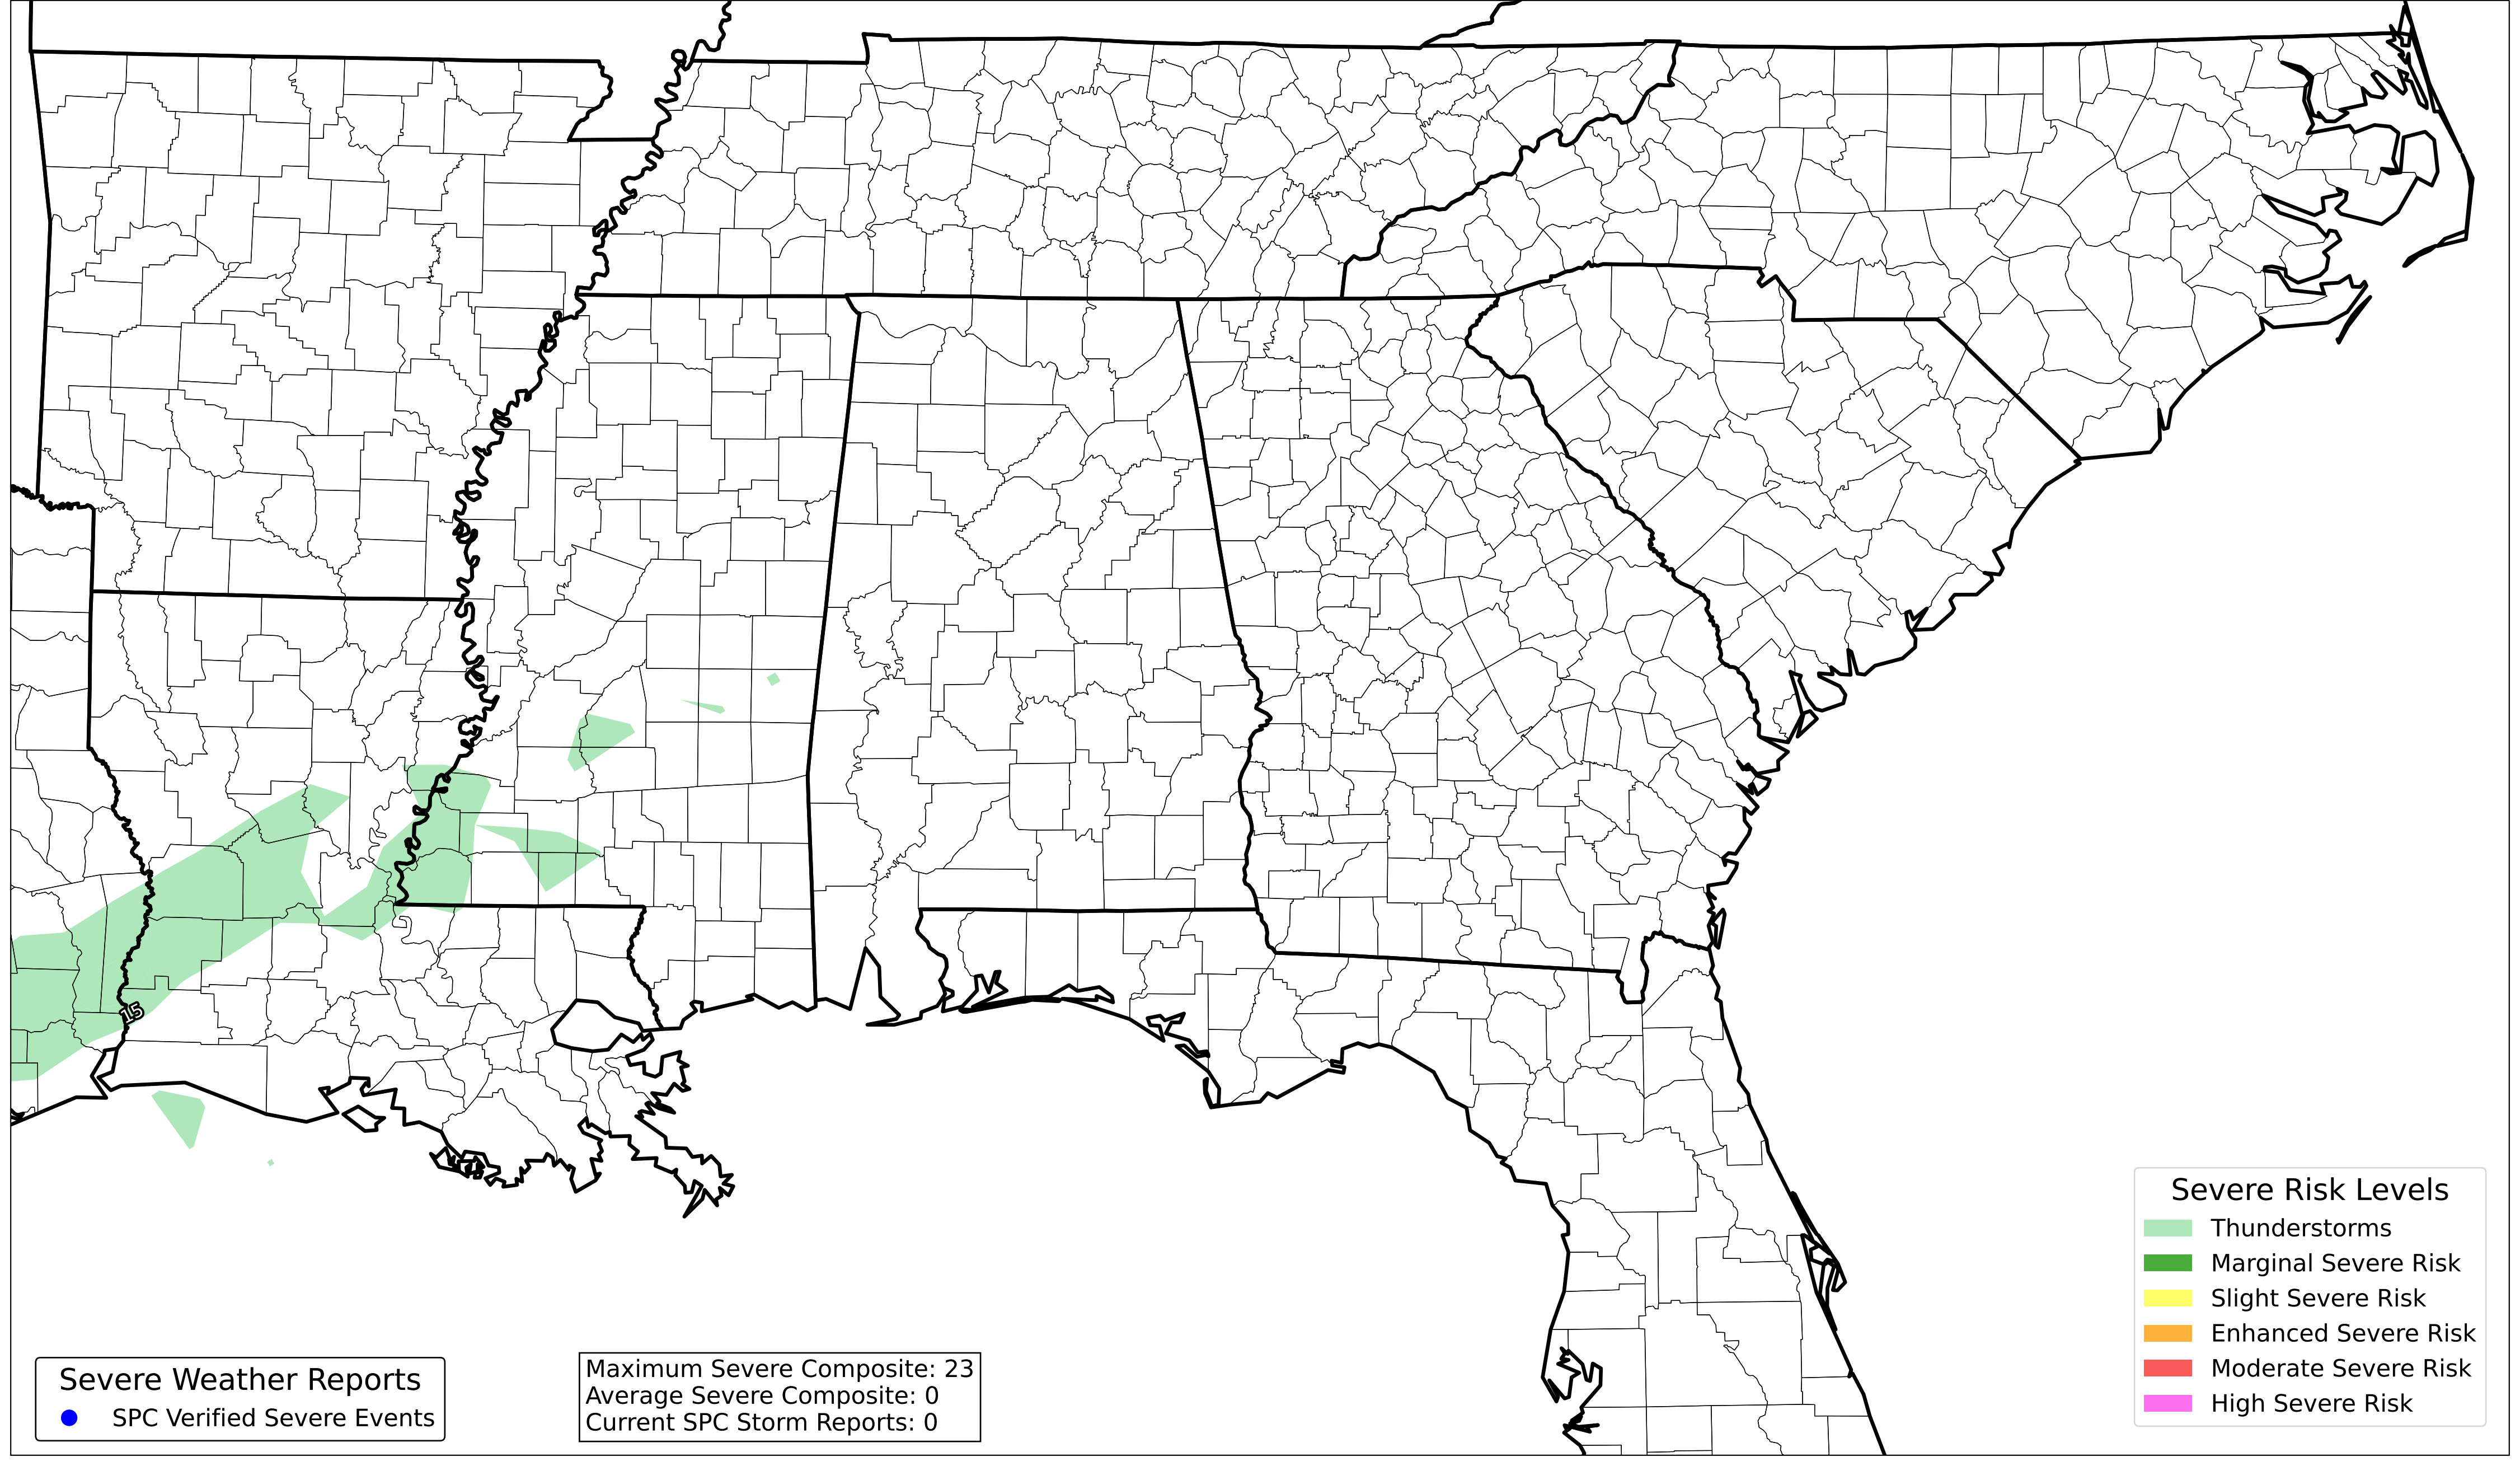 15
Severe Weather Reports
SPC Verified Severe Events
Maximum Severe Composite: 23
Average Severe Composite: 0
Current SPC Storm Reports: 0
Severe Risk Levels
Thunderstorms
Marginal Severe Risk
Slight Severe Risk
Enhanced Severe Risk
Moderate Severe Risk
High Severe Risk